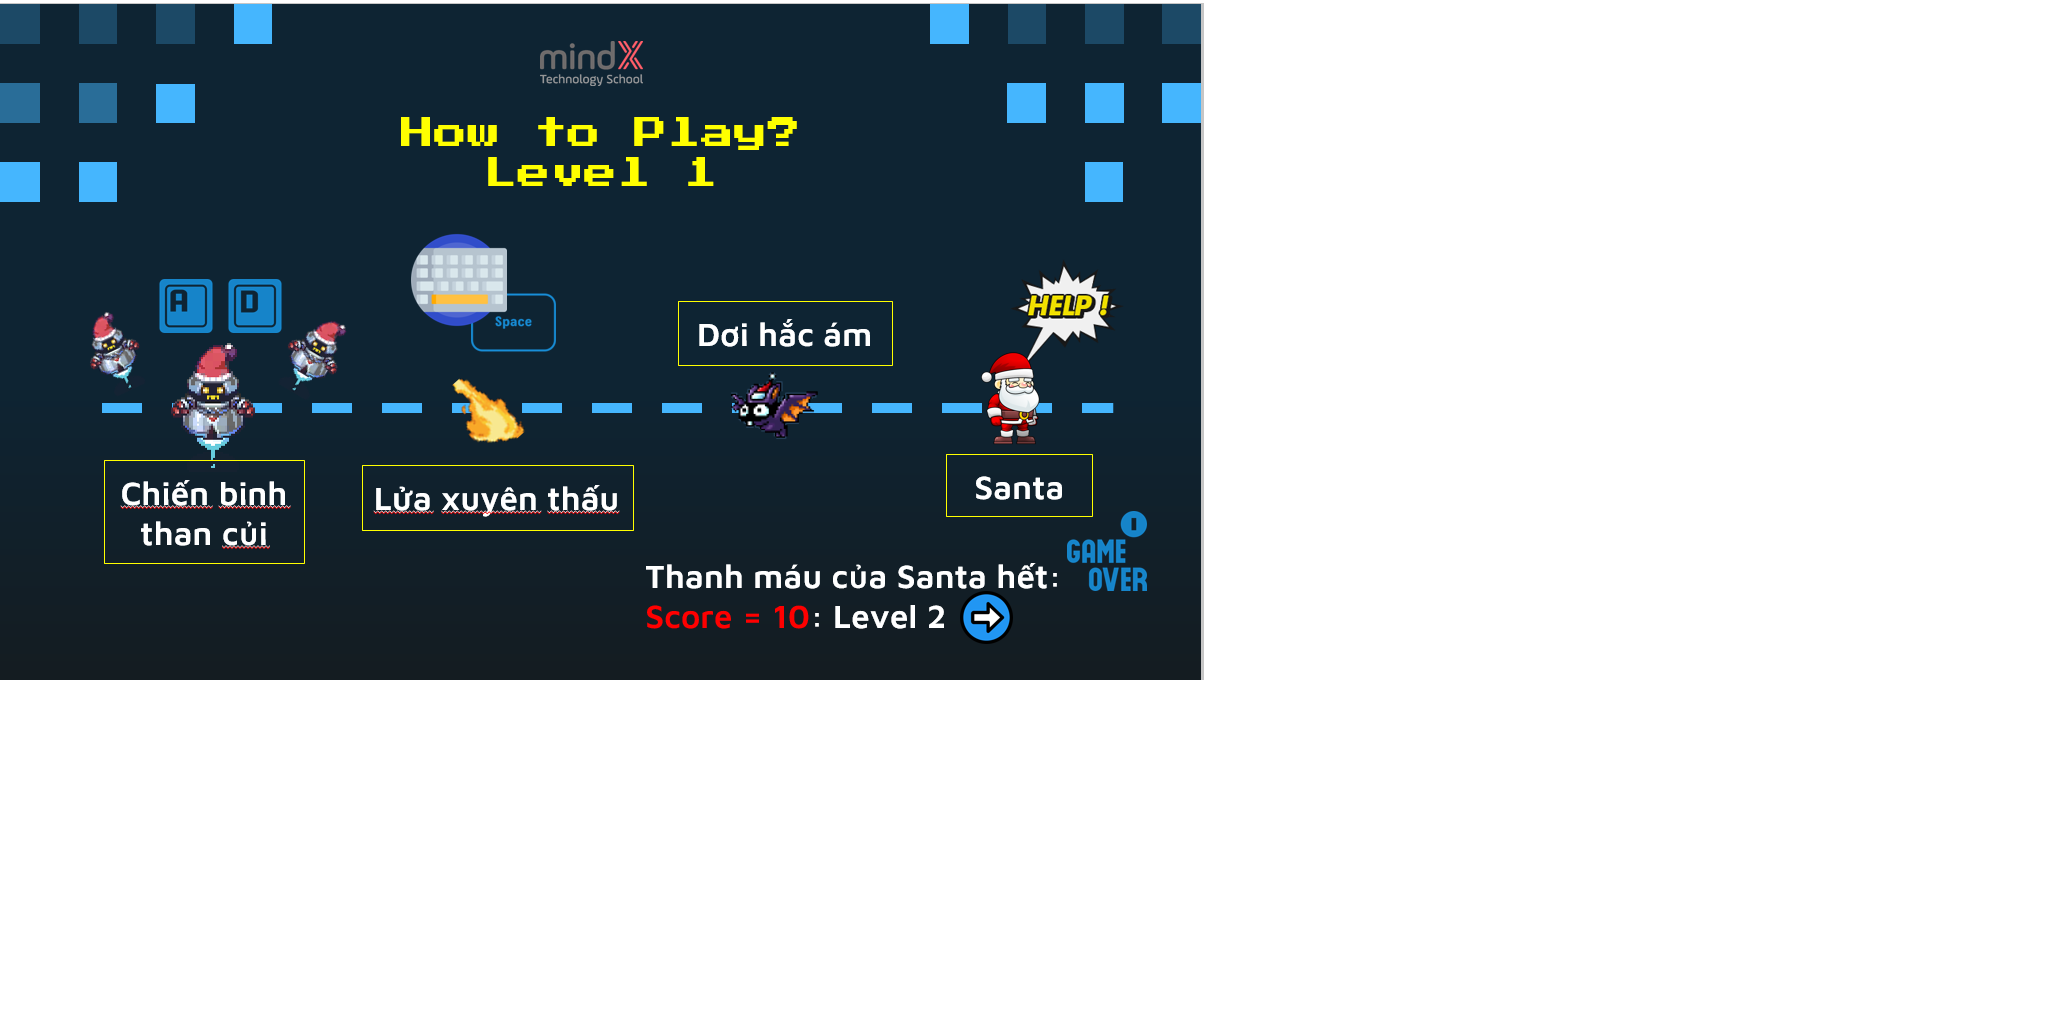 mindX
Technology School
How to Play?
Level 1
A D
Space
Dơi hắc ám
HELP !
Chiến binh
than củi
Lửa xuyên thấu
Santa
GAME
OVER
Thanh máu của Santa hết:
Score = 10: Level 2